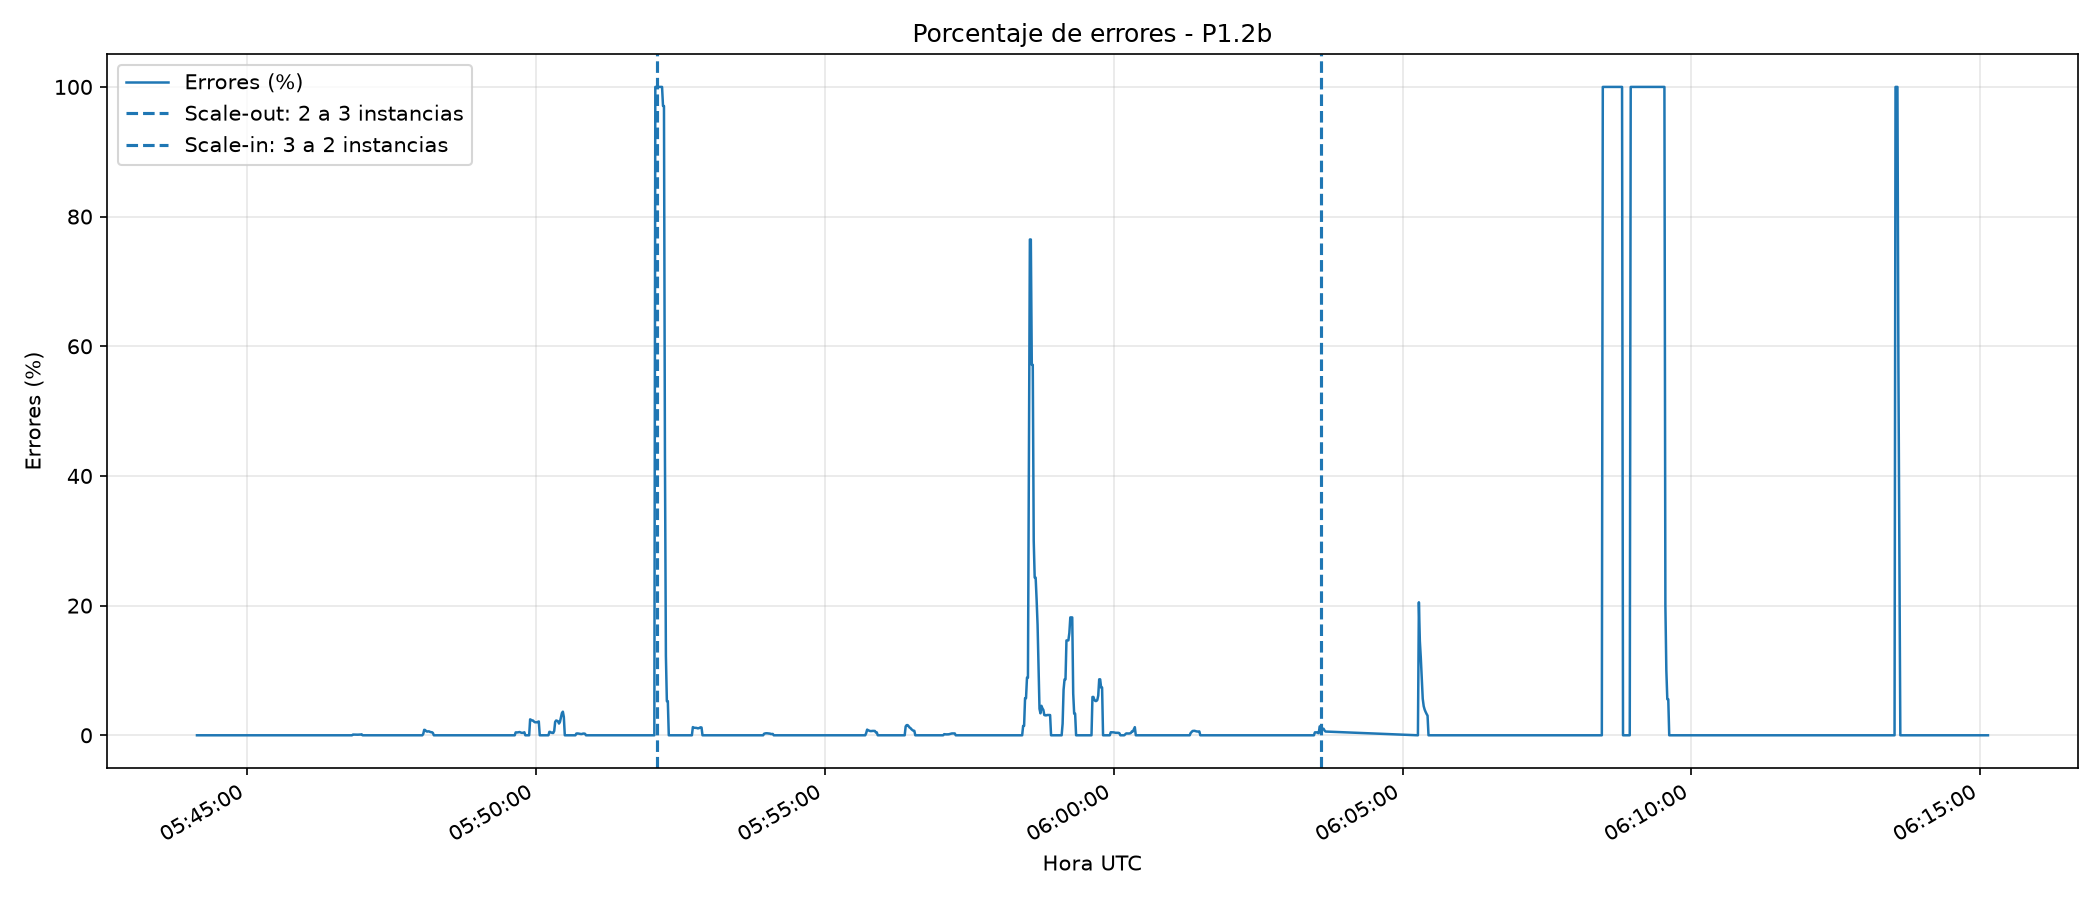 Porcentaje de errores - P1.2b
Errores (%)
Scale-out: 2 a 3 instancias
Scale-in: 3 a 2 instancias
100
80
60
40
20
0
Errores (%)
05:45:00
05:50:00
05:55:00
06:00:00
06:05:00
06:10:00
06:15:00
Hora UTC